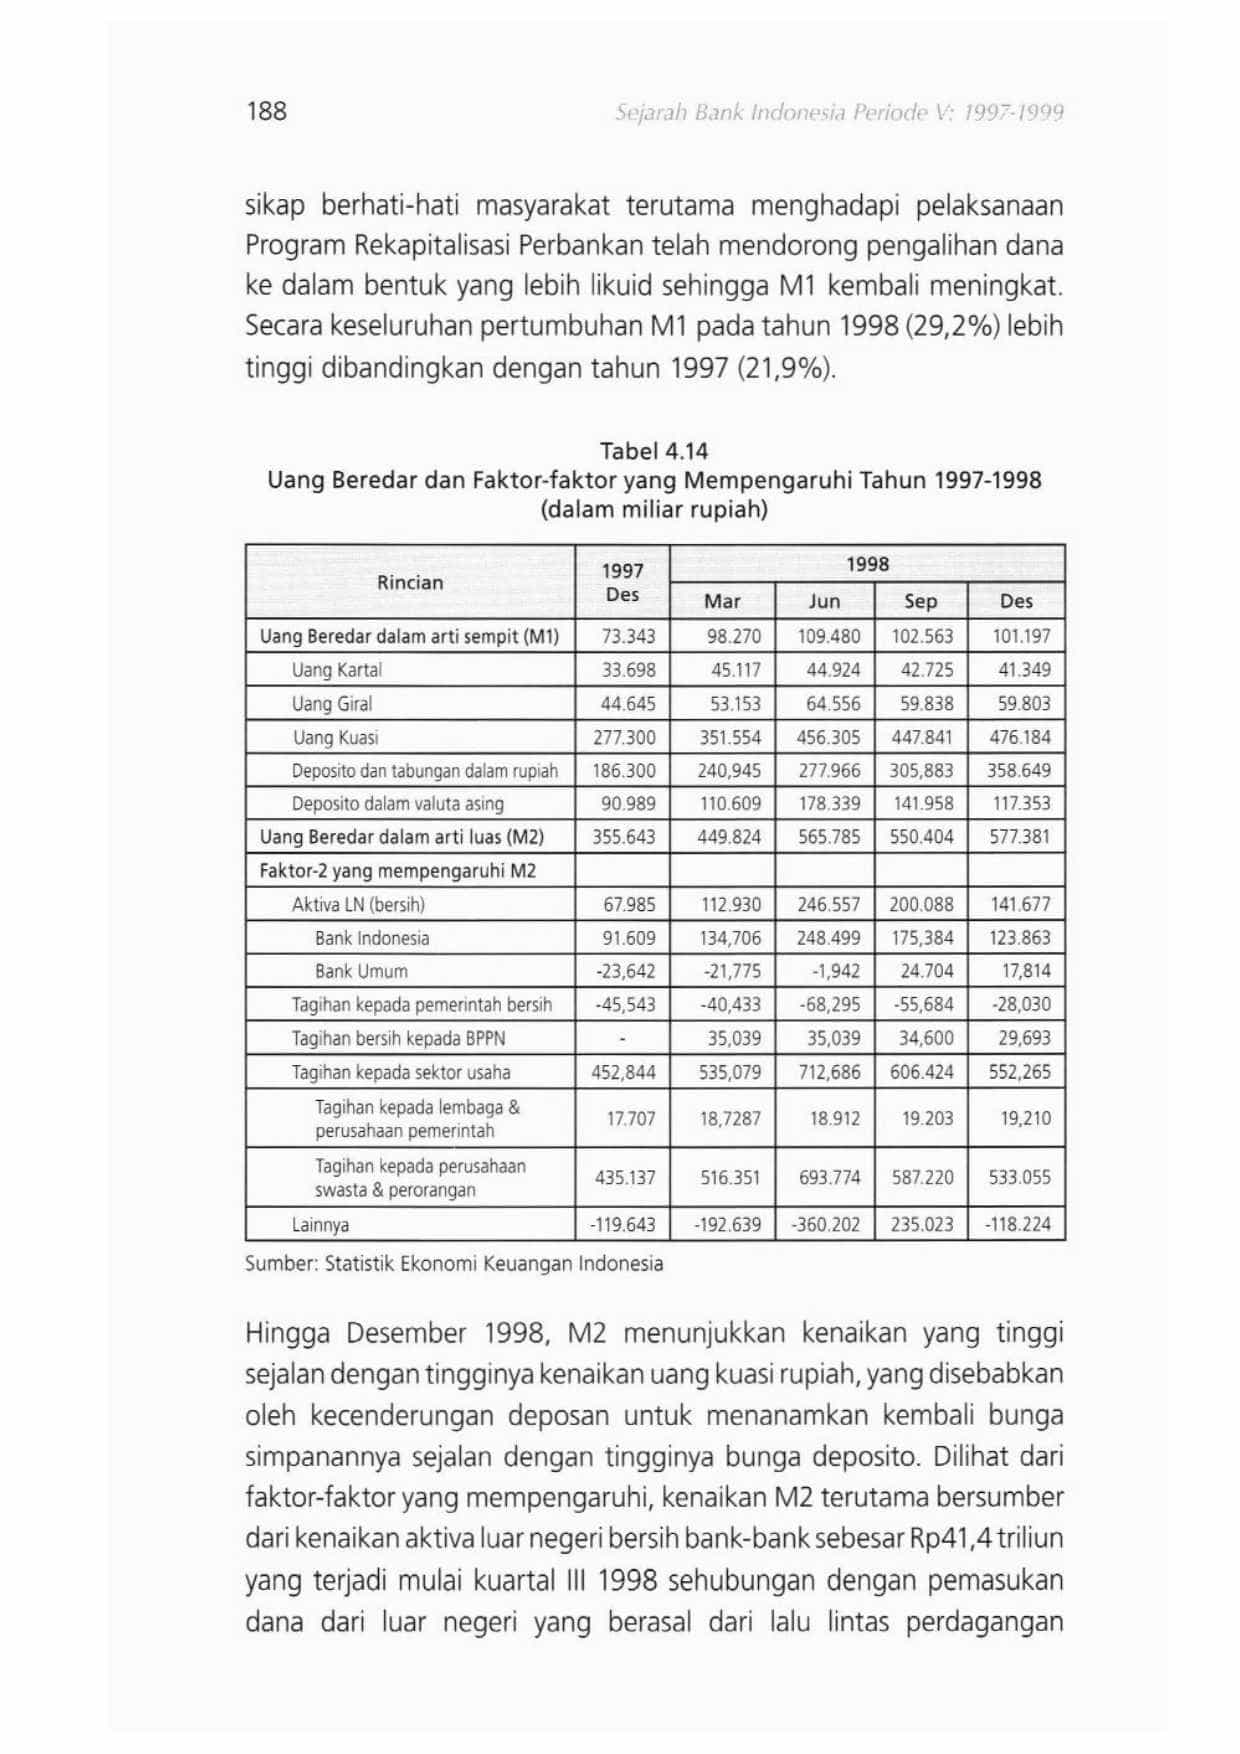 188
Sejarah Bank Indonesia Periode V: 1997-1999
sikap berhati-hati masyarakat terutama menghadapi pelaksanaan
Program Rekapitalisasi Perbankan telah mendorong pengalihan dana
ke dalam bentuk yang lebih likuid sehingga M1 kembali meningkat.
Secara keseluruhan pertumbuhan M1 pada tahun 1998 (29,2%) lebih
tinggi dibandingkan dengan tahun 1997 (21,9%).
Tabel 4.14
Uang Beredar dan Faktor-faktor yang Mempengaruhi Tahun 1997-1998
(dalam miliar rupiah)
Rincian 1997 Des 1998
Mar Jun Sep Des
Uang Beredar dalam arti sempit (M1) 73.343 98.270 109.480 102.563 101.197
Uang Kartal 33.698 45.117 44.924 42.725 41.349
Uang Giral 44.645 53.153 64.556 59.838 59.803
Uang Kuasi 277.300 351.554 456.305 447.841 476.184
Deposito dan tabungan dalam rupiah 186.300 240,945 277.966 305,883 358.649
Deposito dalam valuta asing 90.989 110.609 178.339 141.958 117.353
Uang Beredar dalam arti luas (M2) 355.643 449.824 565.785 550.404 577.381
Faktor-2 yang mempengaruhi M2
Aktiva LN (bersih) 67.985 112.930 246.557 200.088 141.677
Bank Indonesia 91.609 134,706 248.499 175,384 123.863
Bank Umum -23,642 -21,775 -1,942 24.704 17,814
Tagihan kepada pemerintah bersih -45,543 -40,433 -68,295 -55,684 -28,030
Tagihan bersih kepada BPPN - 35,039 35,039 34,600 29,693
Tagihan kepada sektor usaha 452,844 535,079 712,686 606.424 552,265
Tagihan kepada lembaga &
perusahaan pemerintah 17.707 18,7287 18.912 19.203 19,210
Tagihan kepada perusahaan
swasta & perorangan 435.137 516.351 693.774 587.220 533.055
Lainnya -119.643 -192.639 -360.202 235.023 -118.224
Sumber: Statistik Ekonomi Keuangan Indonesia
Hingga Desember 1998, M2 menunjukkan kenaikan yang tinggi
sejalan dengan tingginya kenaikan uang kuasi rupiah, yang disebabkan
oleh kecenderungan deposan untuk menanamkan kembali bunga
simpanannya sejalan dengan tingginya bunga deposito. Dilihat dari
faktor-faktor yang mempengaruhi, kenaikan M2 terutama bersumber
dari kenaikan aktiva luar negeri bersih bank-bank sebesar Rp41,4 triliun
yang terjadi mulai kuartal III 1998 sehubungan dengan pemasukan
dana dari luar negeri yang berasal dari lalu lintas perdagangan